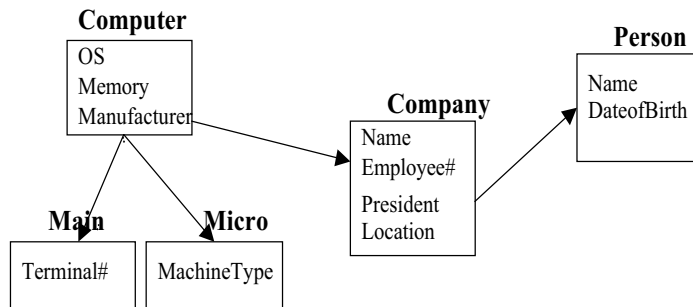 Computer
OS
Memory
Manufacturer
Person
Name
DateofBirth
Company
Name
Employee#
President
Location
Main
Terminal#
Micro
MachineType